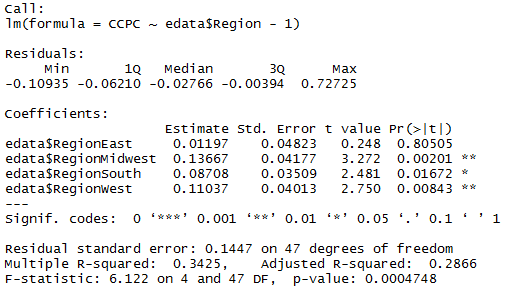 Call:
lm(formula = CCPC ~ edata$Region - 1)
Residuals:
Min 1Q Median 3Q Max
-0.10935 -0.06210 -0.02766 -0.00394 0.72725
Coefficients:
Estimate Std. Error t value Pr(>|t|)
edata$RegionEast 0.01197 0.04823 0.248 0.80505
edata$RegionMidwest 0.13667 0.04177 3.272 0.00201 **
edata$RegionSouth 0.08708 0.03509 2.481 0.01672 *
edata$RegionWest 0.11037 0.04013 2.750 0.00843 **
---
Signif. codes: 0 ‘***’ 0.001 ‘**’ 0.01 ‘*’ 0.05 ‘.’ 0.1 ‘ ’ 1
Residual standard error: 0.1447 on 47 degrees of freedom
Multiple R-squared: 0.3425, Adjusted R-squared: 0.2866
F-statistic: 6.122 on 4 and 47 DF, p-value: 0.0004748